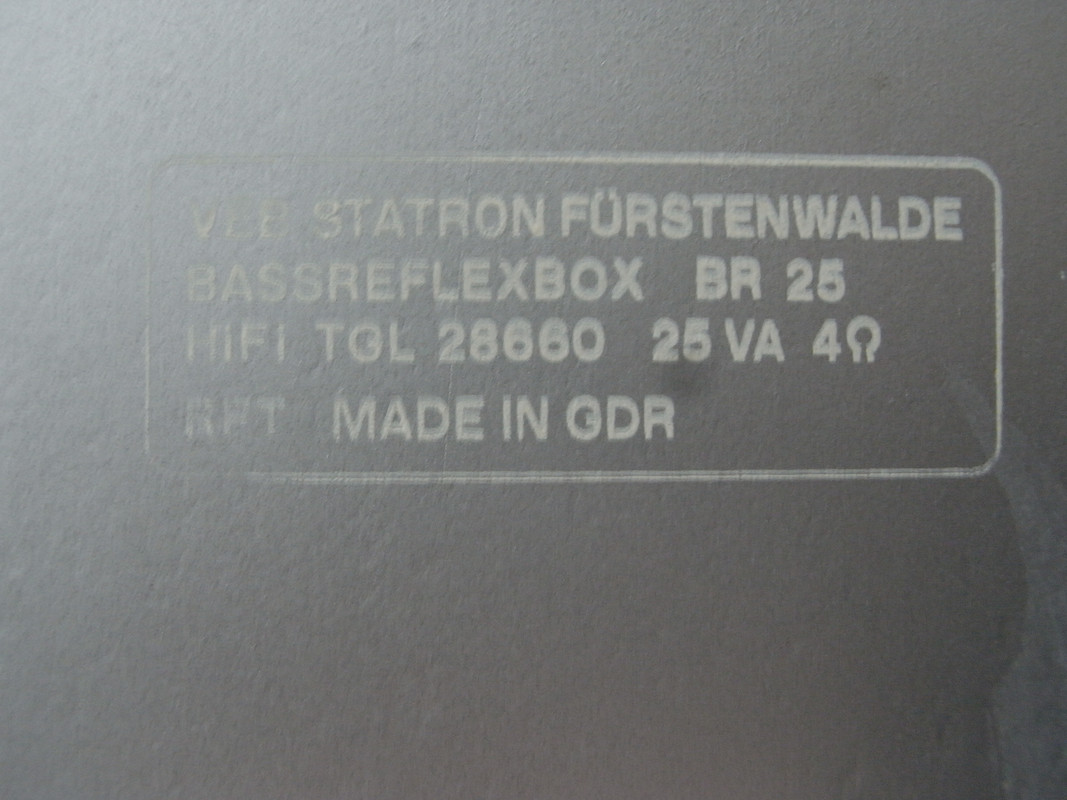 VEB STATRON FÜRSTENWALDE
BASSREFLEXBOX BR 25
HIFI TGL 28660 25 VA 4Ω
RFT MADE IN GDR